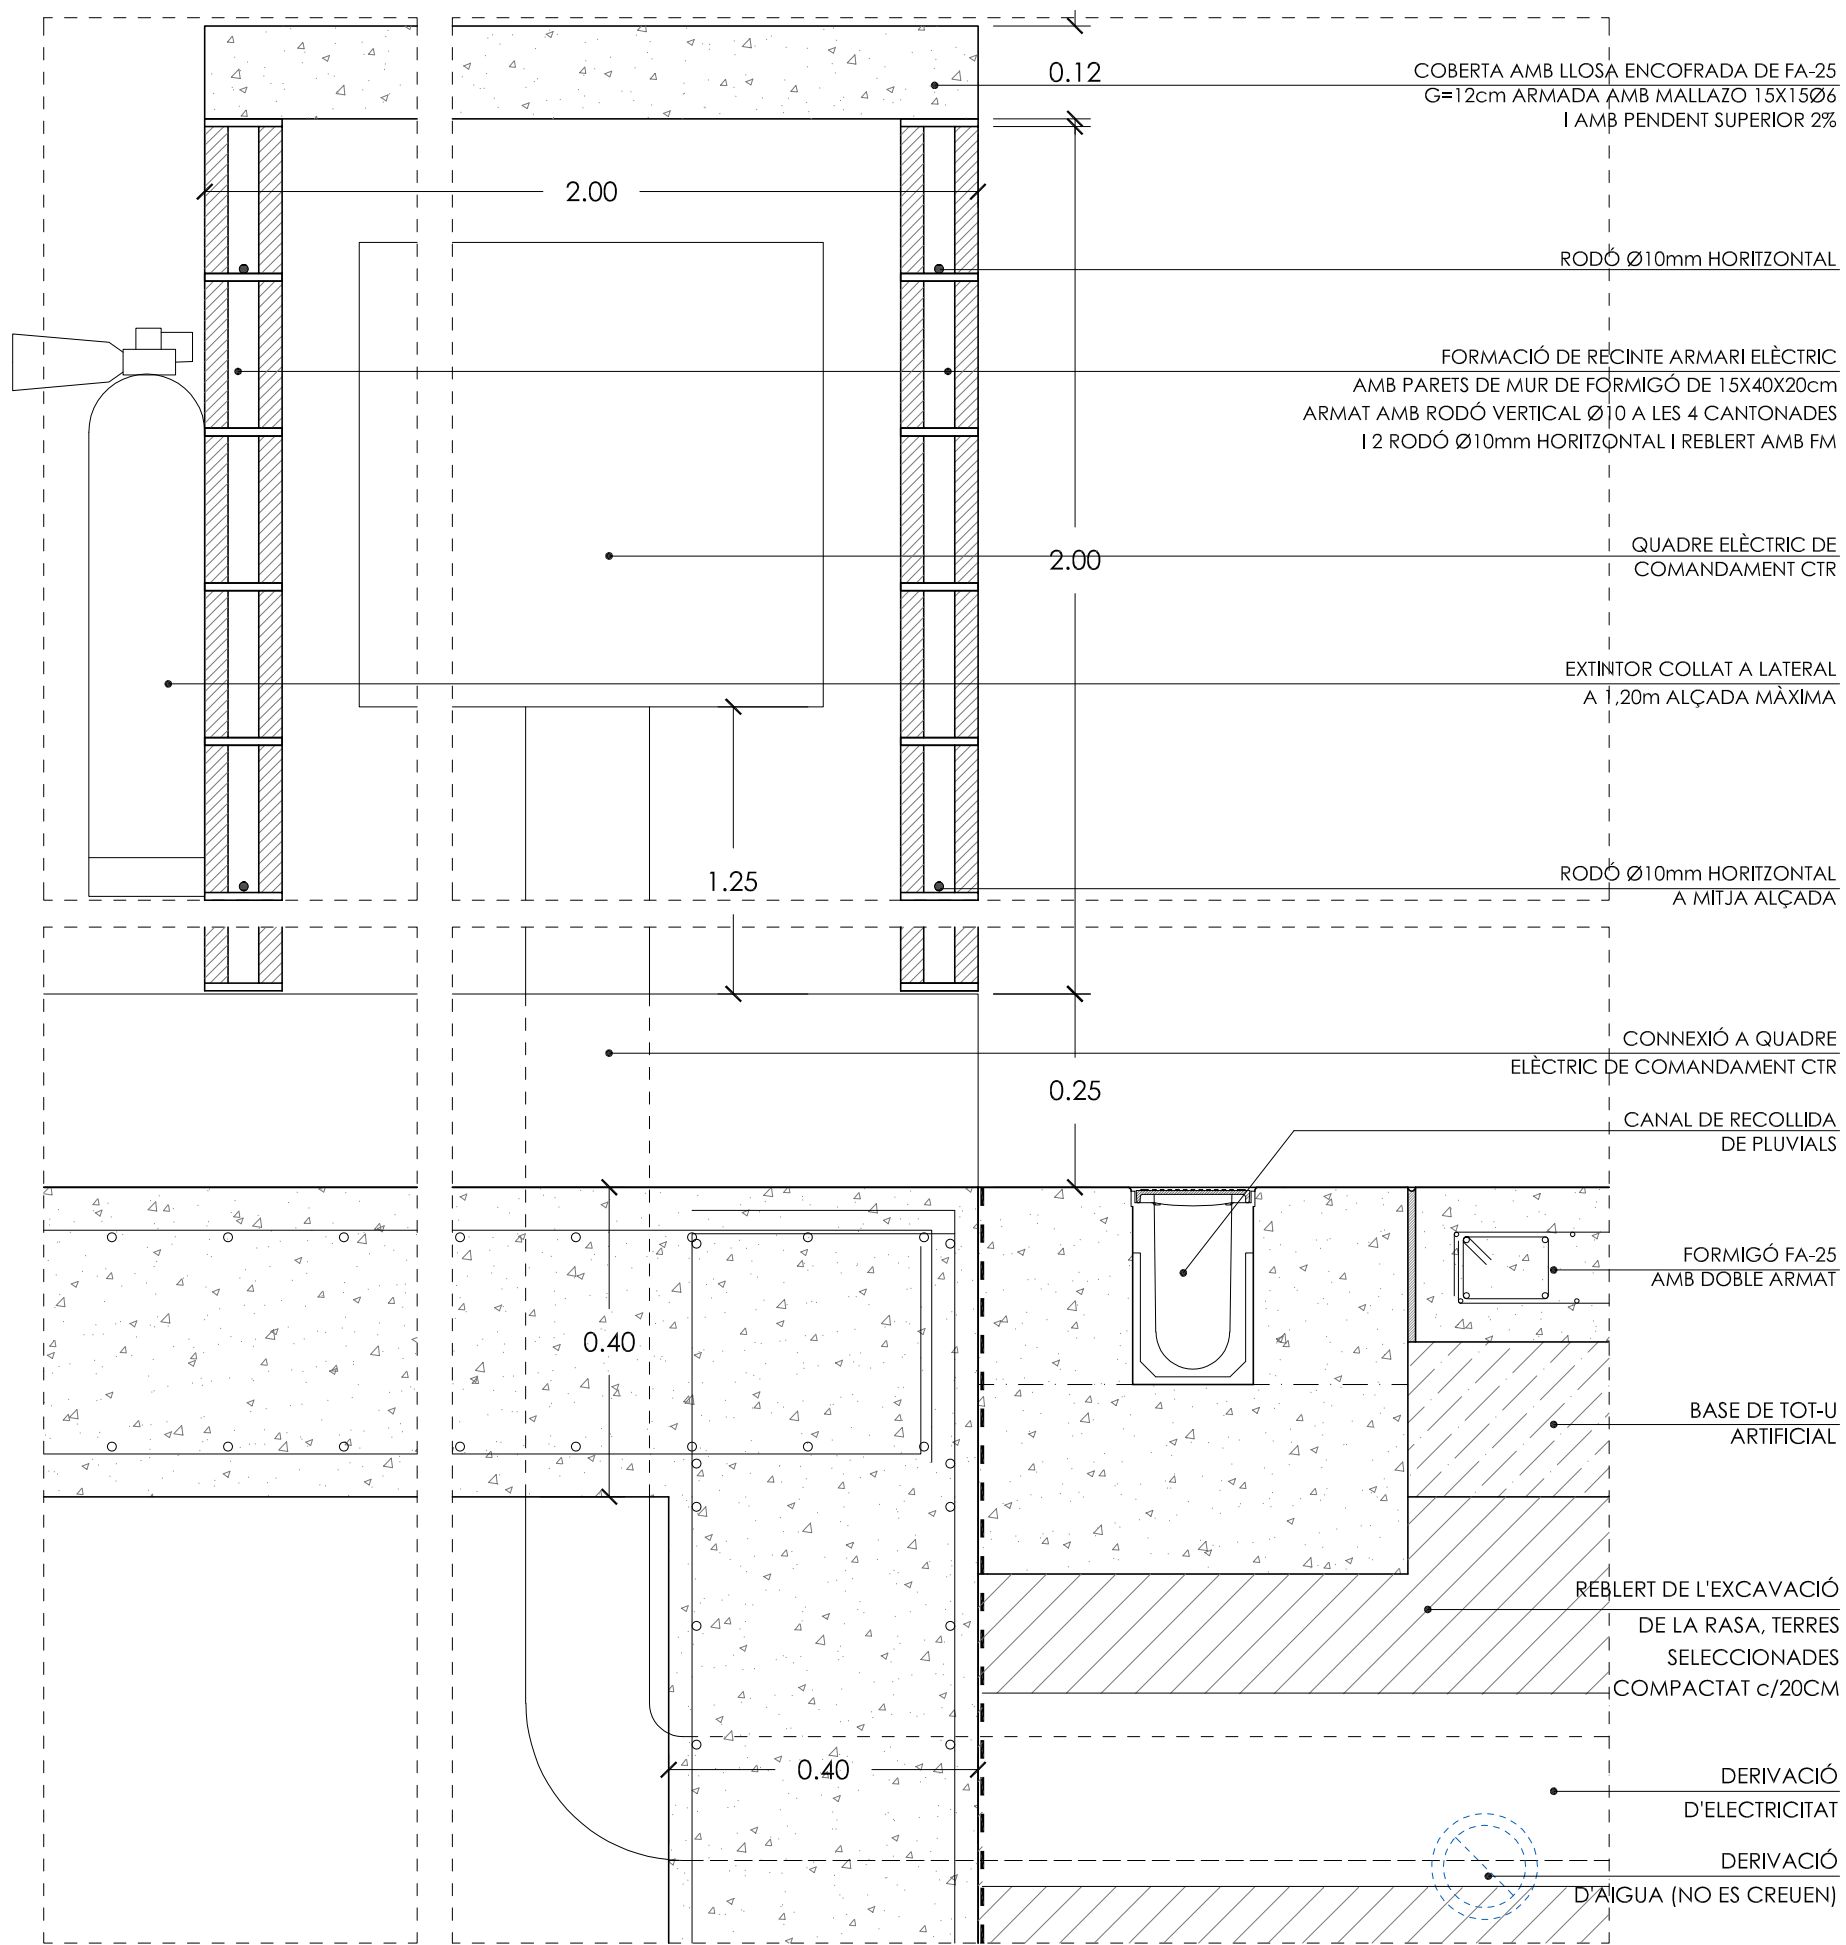 0.12
COBERTA AMB LLOSA ENCOFRADA DE FA-25
G=12cm ARMADA AMB MALLAZO 15X15Ø6
I AMB PENDENT SUPERIOR 2%
2.00
RODÓ Ø10mm HORITZONTAL
FORMACIÓ DE RECINTE ARMARI ELÈCTRIC
AMB PARETS DE MUR DE FORMIGÓ DE 15X40X20cm
ARMAT AMB RODÓ VERTICAL Ø10 A LES 4 CANTONADES
I 2 RODÓ Ø10mm HORITZONTAL I REBLERT AMB FM
2.00
QUADRE ELÈCTRIC DE
COMANDAMENT CTR
EXTINTOR COLLAT A LATERAL
A 1,20m ALÇADA MÀXIMA
1.25
RODÓ Ø10mm HORITZONTAL
A MITJA ALÇADA
CONNEXIÓ A QUADRE
ELÈCTRIC DE COMANDAMENT CTR
0.25
CANAL DE RECOLLIDA
DE PLUVIALS
FORMIGÓ FA-25
AMB DOBLE ARMAT
0.40
BASE DE TOT-U
ARTIFICIAL
REBLERT DE L'EXCAVACIÓ
DE LA RASA, TERRES
SELECCIONADES
COMPACTAT c/20CM
0.40
DERIVACIÓ
D'ELECTRICITAT
DERIVACIÓ
D'AIGUA (NO ES CREUEN)